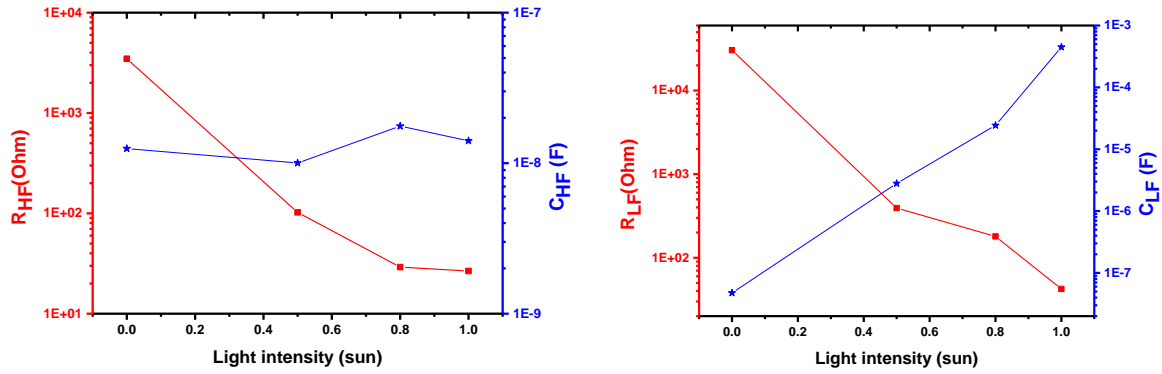 1E+04
1E+03
1E+02
1E+01
R_HF(Ohm)
1E-7
1E-8
1E-9
C_HF (F)
0.0 0.2 0.4 0.6 0.8 1.0
Light intensity (sun)
1E+04
1E+03
1E+02
R_LF(Ohm)
1E-3
1E-4
1E-5
1E-6
1E-7
C_LF (F)
0.0 0.2 0.4 0.6 0.8 1.0
Light intensity (sun)